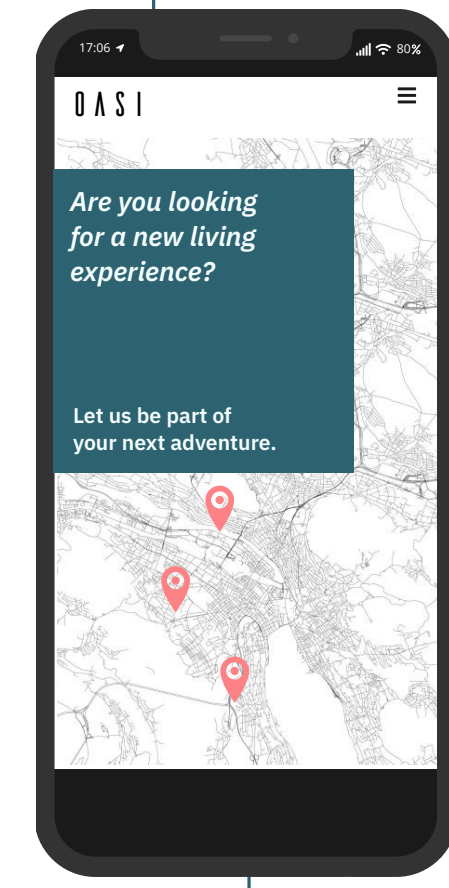 17:06
80%
OASI
Are you looking
for a new living
experience?
Let us be part of
your next adventure.